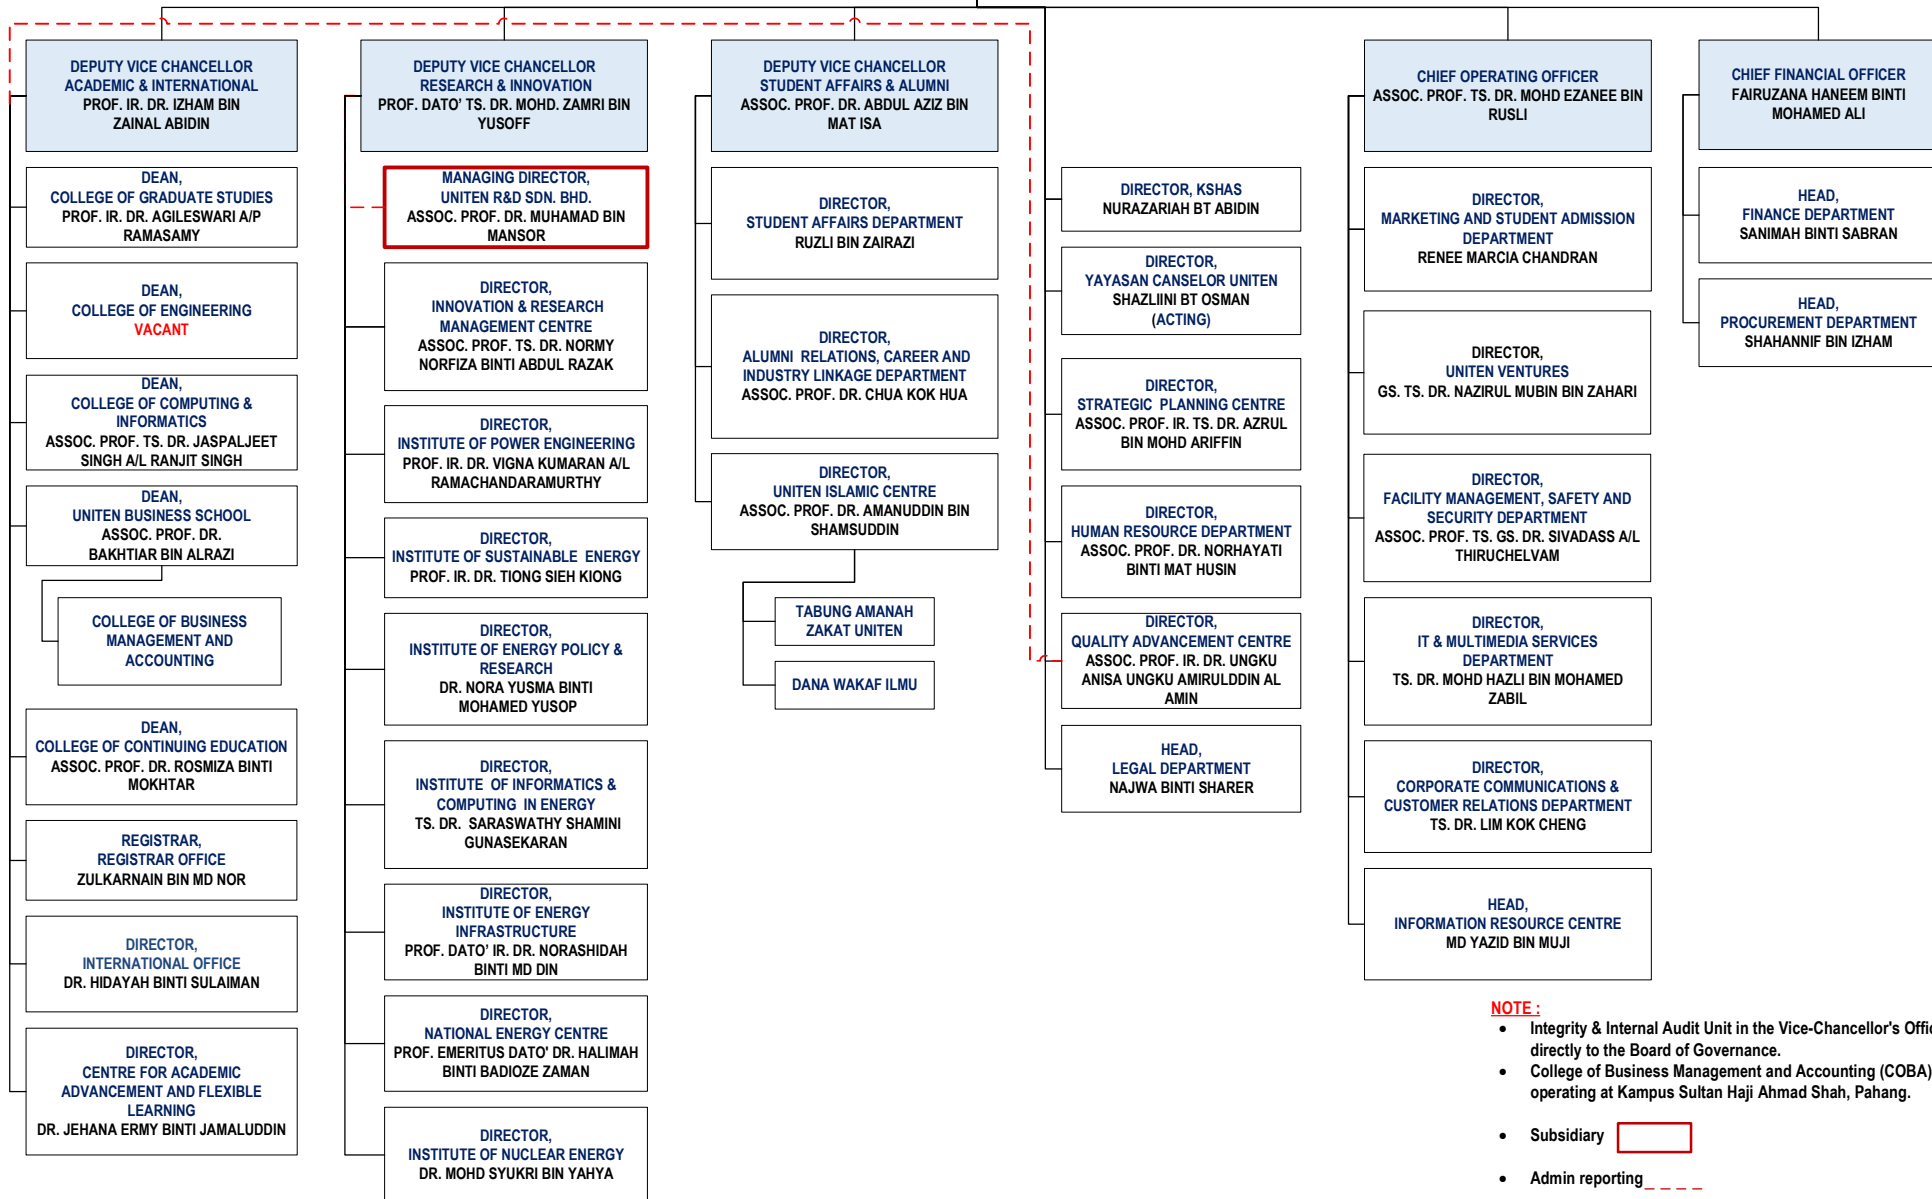 DEPUTY VICE CHANCELLOR
ACADEMIC & INTERNATIONAL
PROF. IR. DR. IZHAM BIN
ZAINAL ABIDIN
DEAN,
COLLEGE OF GRADUATE STUDIES
PROF. IR. DR. AGILESWARI A/P
RAMASAMY
DEAN,
COLLEGE OF ENGINEERING
VACANT
DEAN,
COLLEGE OF COMPUTING &
INFORMATICS
ASSOC. PROF. TS. DR. JASPALJEET
SINGH A/L RANJIT SINGH
DEAN,
UNITEN BUSINESS SCHOOL
ASSOC. PROF. DR.
BAKHTIAR BIN ALRAZI
COLLEGE OF BUSINESS
MANAGEMENT AND
ACCOUNTING
DEAN,
COLLEGE OF CONTINUING EDUCATION
ASSOC. PROF. DR. ROSMIZA BINTI
MOKHTAR
REGISTRAR,
REGISTRAR OFFICE
ZULKARNAIN BIN MD NOR
DIRECTOR,
INTERNATIONAL OFFICE
DR. HIDAYAH BINTI SULAIMAN
DIRECTOR,
CENTRE FOR ACADEMIC
ADVANCEMENT AND FLEXIBLE
LEARNING
DR. JEHANA ERMY BINTI JAMALUDDIN
DEPUTY VICE CHANCELLOR
RESEARCH & INNOVATION
PROF. DATO' TS. DR. MOHD. ZAMRI BIN
YUSOFF
MANAGING DIRECTOR,
UNITEN R&D SDN. BHD.
ASSOC. PROF. DR. MUHAMAD BIN
MANSOR
DIRECTOR,
INNOVATION & RESEARCH
MANAGEMENT CENTRE
ASSOC. PROF. TS. DR. NORMY
NORFIZA BINTI ABDUL RAZAK
DIRECTOR,
INSTITUTE OF POWER ENGINEERING
PROF. IR. DR. VIGNA KUMARAN A/L
RAMACHANDARAMURTHY
DIRECTOR,
INSTITUTE OF SUSTAINABLE ENERGY
PROF. IR. DR. TIONG SIEH KIONG
DIRECTOR,
INSTITUTE OF ENERGY POLICY &
RESEARCH
DR. NORA YUSMA BINTI
MOHAMED YUSOP
DIRECTOR,
INSTITUTE OF INFORMATICS &
COMPUTING IN ENERGY
TS. DR. SARASWATHY SHAMINI
GUNASEKARAN
DIRECTOR,
INSTITUTE OF ENERGY
INFRASTRUCTURE
PROF. DATO' IR. DR. NORASHIDAH
BINTI MD DIN
DIRECTOR,
NATIONAL ENERGY CENTRE
PROF. EMERITUS DATO' DR. HALIMAH
BINTI BADIOZE ZAMAN
DIRECTOR,
INSTITUTE OF NUCLEAR ENERGY
DR. MOHD SYUKRI BIN YAHYA
DEPUTY VICE CHANCELLOR
STUDENT AFFAIRS & ALUMNI
ASSOC. PROF. DR. ABDUL AZIZ BIN
MAT ISA
DIRECTOR,
STUDENT AFFAIRS DEPARTMENT
RUZLI BIN ZAIRAZI
DIRECTOR,
ALUMNI RELATIONS, CAREER AND
INDUSTRY LINKAGE DEPARTMENT
ASSOC. PROF. DR. CHUA KOK HUA
DIRECTOR,
UNITEN ISLAMIC CENTRE
ASSOC. PROF. DR. AMANUDDIN BIN
SHAMSUDDIN
TABUNG AMANAH
ZAKAT UNITEN
DANA WAKAF ILMU
DIRECTOR, KSHAS
NURAZARIAH BT ABIDIN
DIRECTOR,
YAYASAN CANSELOR UNITEN
SHAZLIINI BT OSMAN
(ACTING)
DIRECTOR,
STRATEGIC PLANNING CENTRE
ASSOC. PROF. IR. TS. DR. AZRUL
BIN MOHD ARIFFIN
DIRECTOR,
HUMAN RESOURCE DEPARTMENT
ASSOC. PROF. DR. NORHAYATI
BINTI MAT HUSIN
DIRECTOR,
QUALITY ADVANCEMENT CENTRE
ASSOC. PROF. IR. DR. UNGKU
ANISA UNGKU AMIRULDDIN AL
AMIN
HEAD,
LEGAL DEPARTMENT
NAJWA BINTI SHARER
CHIEF OPERATING OFFICER
ASSOC. PROF. TS. DR. MOHD EZANEE BIN
RUSLI
DIRECTOR,
MARKETING AND STUDENT ADMISSION
DEPARTMENT
RENEE MARCIA CHANDRAN
DIRECTOR,
UNITEN VENTURES
GS. TS. DR. NAZIRUL MUBIN BIN ZAHARI
DIRECTOR,
FACILITY MANAGEMENT, SAFETY AND
SECURITY DEPARTMENT
ASSOC. PROF. TS. GS. DR. SIVADASS A/L
THIRUCHELVAM
DIRECTOR,
IT & MULTIMEDIA SERVICES
DEPARTMENT
TS. DR. MOHD HAZLI BIN MOHAMED
ZABIL
DIRECTOR,
CORPORATE COMMUNICATIONS &
CUSTOMER RELATIONS DEPARTMENT
TS. DR. LIM KOK CHENG
HEAD,
INFORMATION RESOURCE CENTRE
MD YAZID BIN MUJI
CHIEF FINANCIAL OFFICER
FAIRUZANA HANEEM BINTI
MOHAMED ALI
HEAD,
FINANCE DEPARTMENT
SANIMAH BINTI SABRAN
HEAD,
PROCUREMENT DEPARTMENT
SHAHANNIF BIN IZHAM
NOTE :
• Integrity & Internal Audit Unit in the Vice-Chancellor's Offi
directly to the Board of Governance.
• College of Business Management and Accounting (COBA)
operating at Kampus Sultan Haji Ahmad Shah, Pahang.
• Subsidiary
• Admin reporting